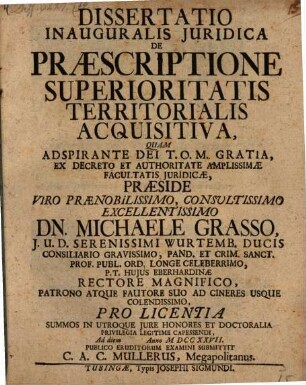 DISSERTATIO
INAUGURALIS JURIDICA
DE
PRÆSCRIPTIONE
SUPERIORITATIS
TERRITORIALIS
ACQUISITIVA,
QUAM
ADSPIRANTE DEI T.O.M. GRATIA,
EX DECRETO ET AUTHORITATE AMPLISSIMÆ
FACULTATIS JURIDICÆ,
PRÆSIDE
VIRO PRÆNOBILISSIMO, CONSULTISSIMO
EXCELLENTISSIMO
DN. MICHAELE GRASSO,
J. U. D. SERENISSIMI WURTEMB. DUCIS
CONSILIARIO GRAVISSIMO, PAND. ET CRIM. SANCT.
PROF. PUBL. ORD. LONGE CELEBERRIMO,
P. T. HUJUS EBERHARDINÆ
RECTORE MAGNIFICO,
PATRONO ATQUE FAUTORE SUO AD CINERES USQUE
COLENDISSIMO,
PRO LICENTIA
SUMMOS IN UTROQUE JURE HONORES ET DOCTORALIA
PRIVILEGIA LEGITIME CAPESSENDI,
Ad diem Anno MDCCXXVII.
PUBLICO ERUDITORUM EXAMINI SUBMITTIT
C. A. C. MULLERUS, Megapolitanus.
TUBINGÆ, Typis JOSEPHI SIGMUNDI.